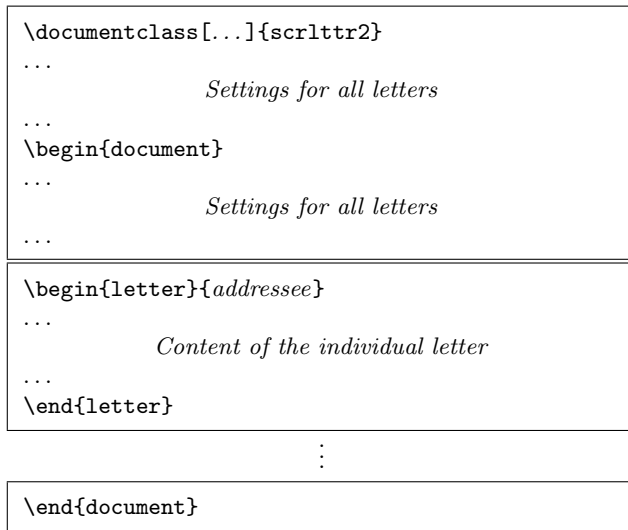 \documentclass[...]{scrlttr2}
...
Settings for all letters
...
\begin{document}
...
Settings for all letters
...
\begin{letter}{addressee}
...
Content of the individual letter
...
\end{letter}
⋮
\end{document}